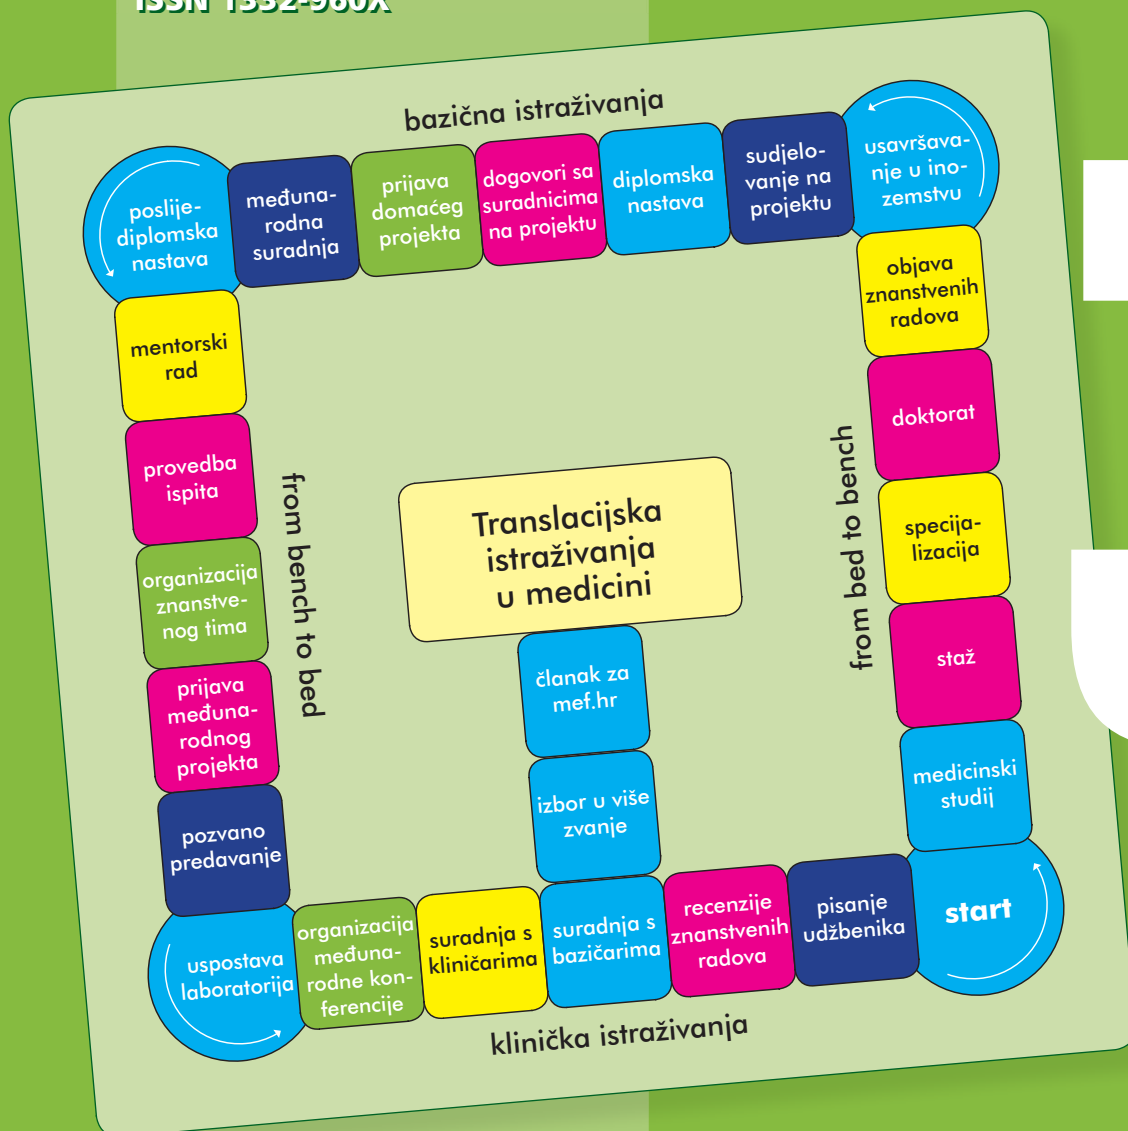 ISSN 1332-960X
bazična istraživanja
poslije-
diplomska
nastava
međuna-
rodna
suradnja
prijava
domaćeg
projekta
dogovori sa
suradnicima
na projektu
diplomska
nastava
sudjelo-
vanje na
projektu
usavršava-
nje u ino-
zemstvu
objava
znanstvenih
radova
doktorat
specija-
lizacija
staž
medicinski
studij
start
from bed to bench
mentorski
rad
provedba
ispita
organizacija
znanstve-
nog tima
prijava
međuna-
rodnog
projekta
pozvano
predavanje
from bench to bed
Translacijska
istraživanja
u medicini
članak za
mef.hr
izbor u više
zvanje
uspostava
laboratorija
organizacija
međuna-
rodne kon-
ferencije
suradnja s
kliničarima
suradnja s
bazičarima
recenzije
znanstvenih
radova
pisanje
udžbenika
klinička istraživanja